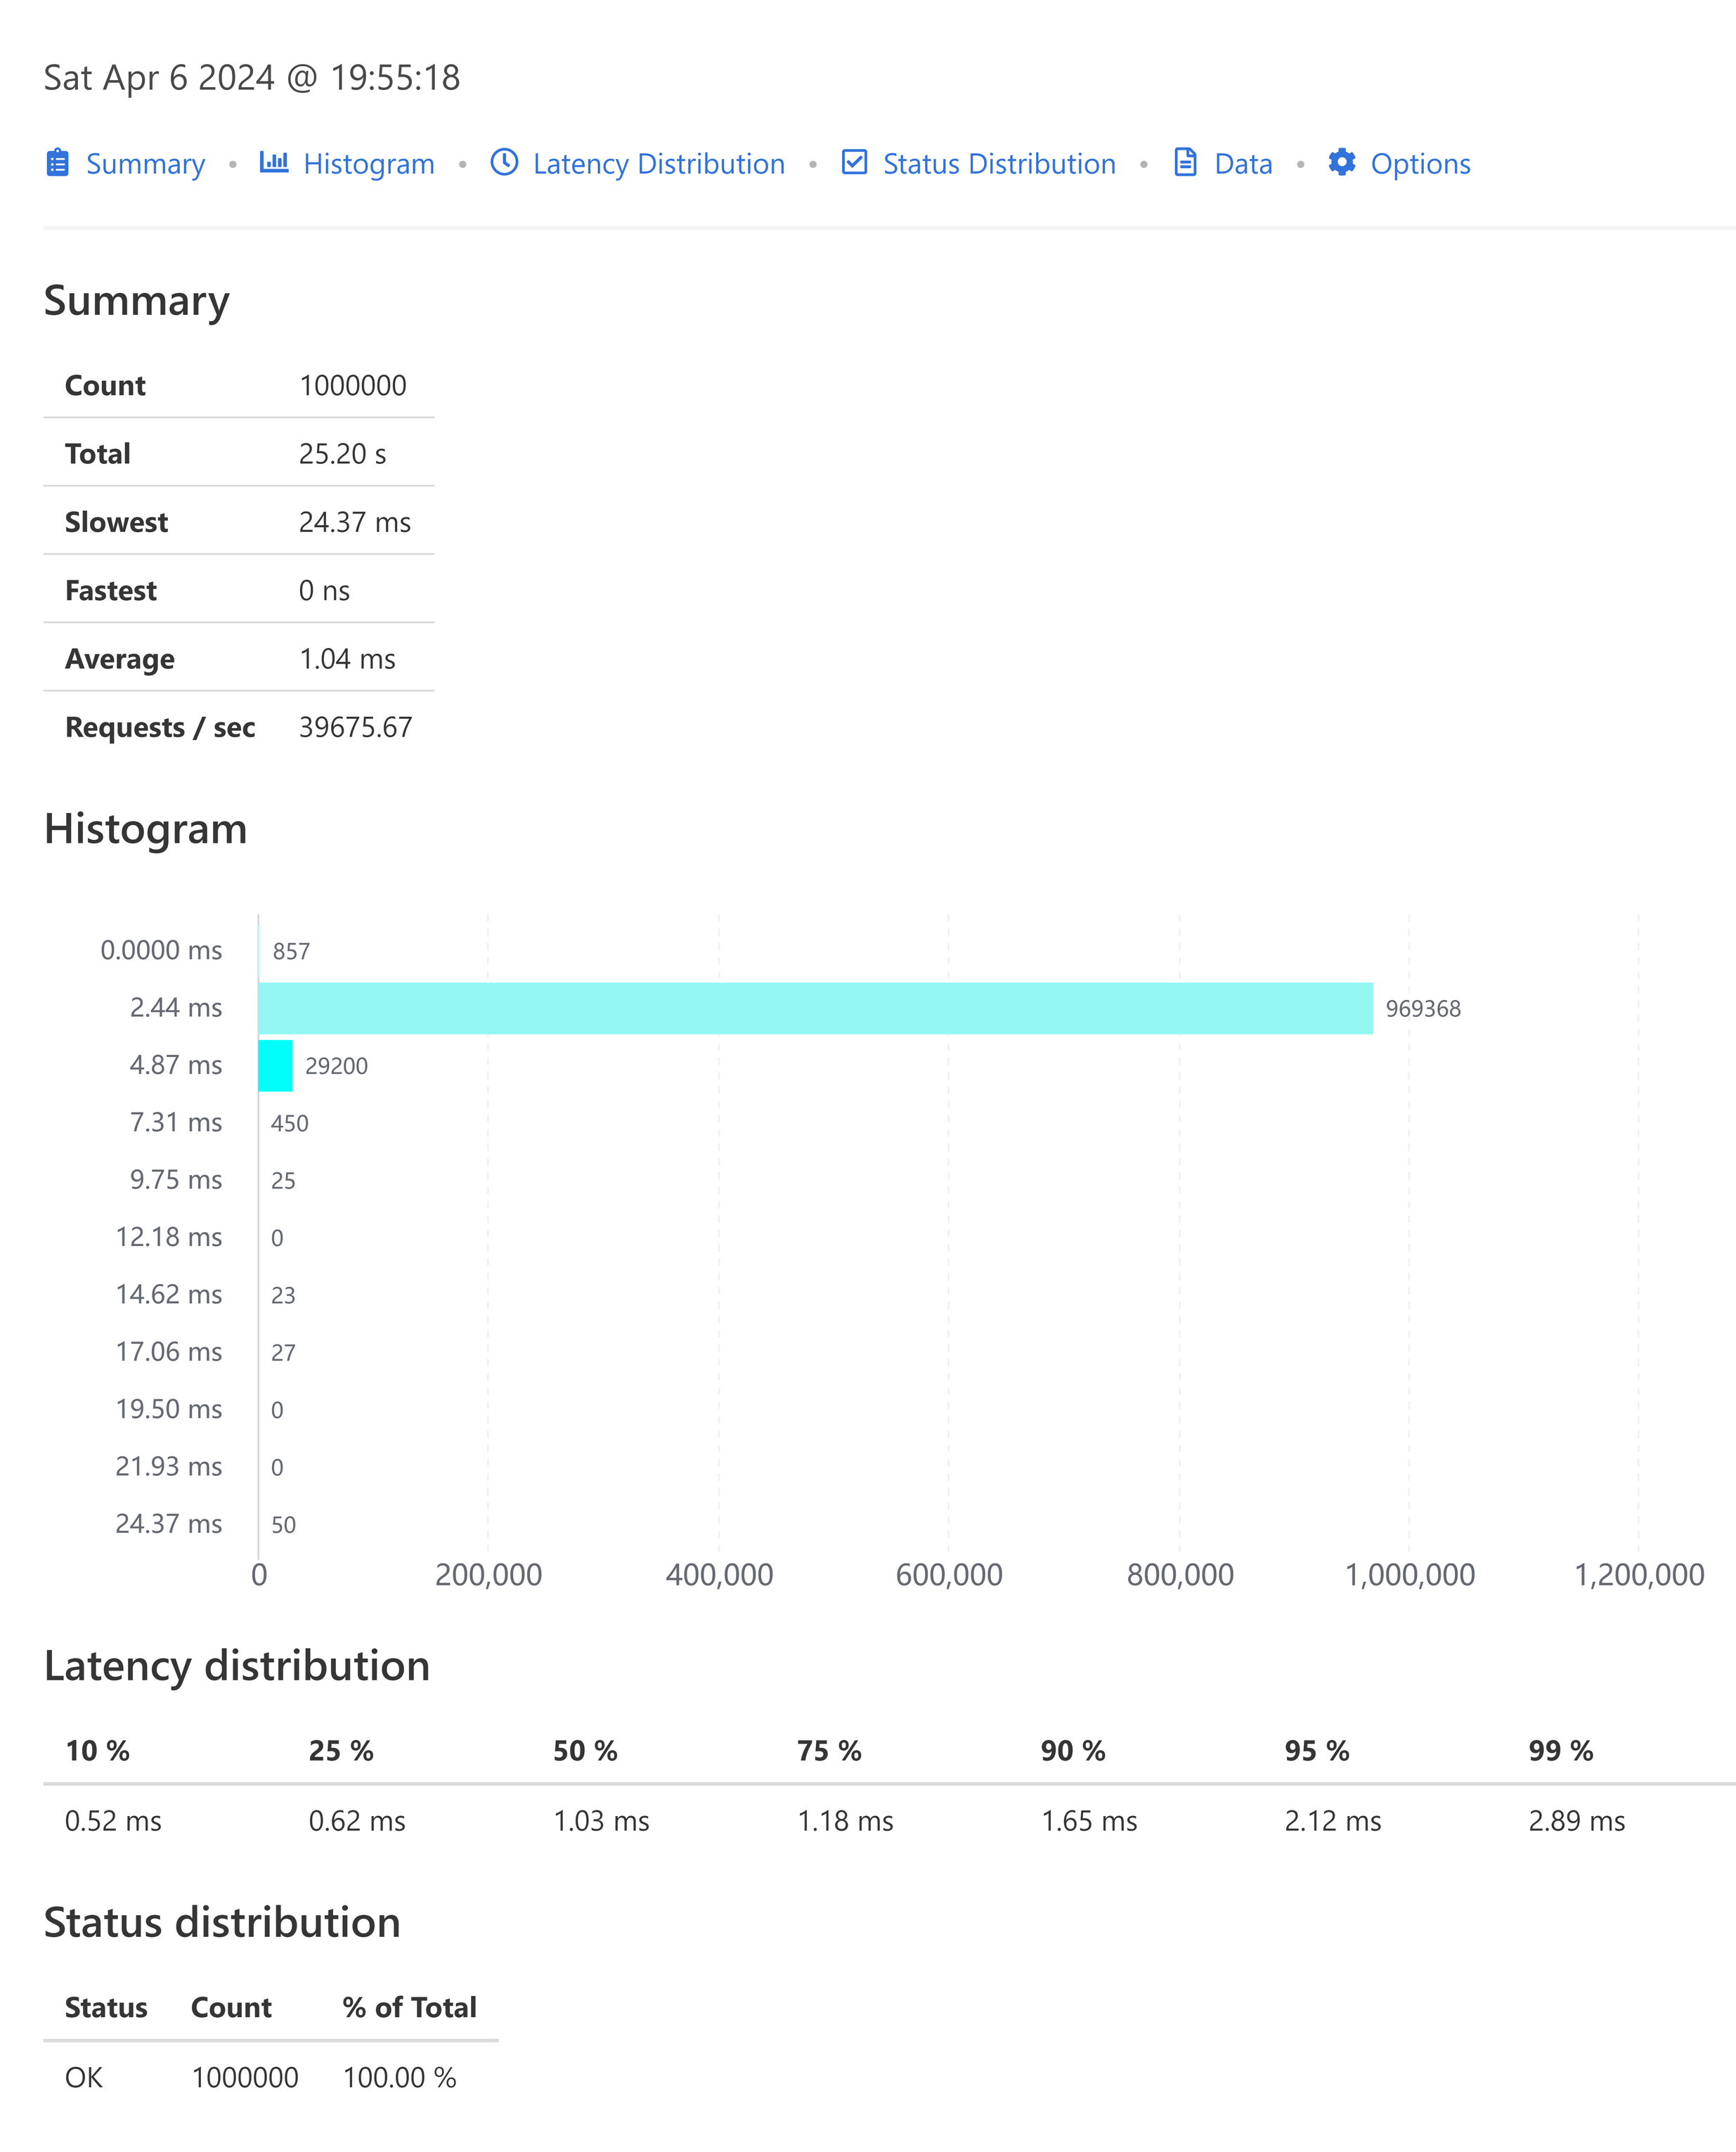 Sat Apr 6 2024 @ 19:55:18
Summary • Histogram • Latency Distribution • Status Distribution • Data • Options
Summary
Count 1000000
Total 25.20 s
Slowest 24.37 ms
Fastest 0 ns
Average 1.04 ms
Requests / sec 39675.67
Histogram
0.0000 ms 857
2.44 ms 969368
4.87 ms 29200
7.31 ms 450
9.75 ms 25
12.18 ms 0
14.62 ms 23
17.06 ms 27
19.50 ms 0
21.93 ms 0
24.37 ms 50
0 200,000 400,000 600,000 800,000 1,000,000 1,200,000
Latency distribution
10 % 25 % 50 % 75 % 90 % 95 % 99 %
0.52 ms 0.62 ms 1.03 ms 1.18 ms 1.65 ms 2.12 ms 2.89 ms
Status distribution
Status Count % of Total
OK 1000000 100.00 %